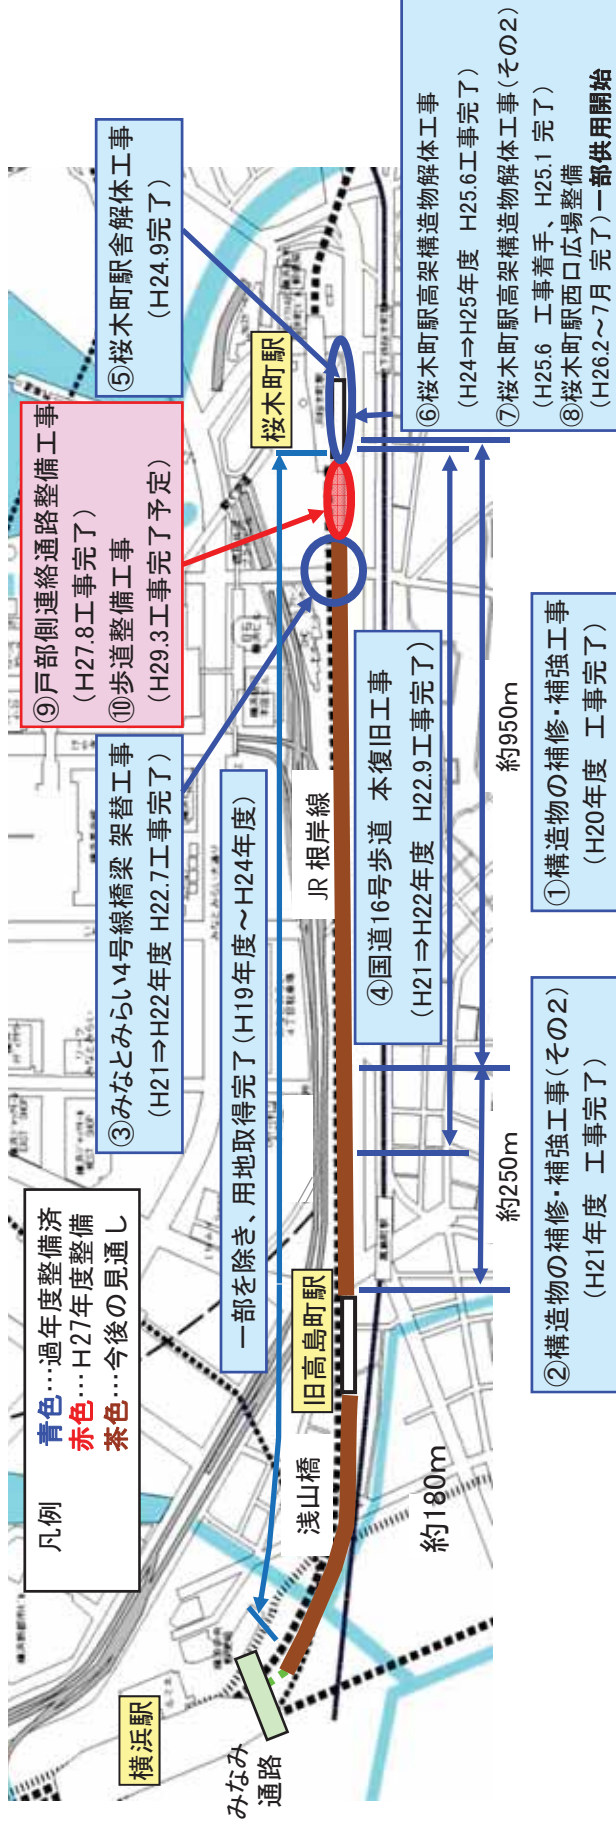 凡例
青色…過年度整備済
赤色…H27年度整備
茶色…今後の見通し
横浜駅
みなみ
通路
浅山橋
旧高島町駅
JR 根岸線
桜木町駅
一部を除き、用地取得完了(H19年度～H24年度)
③みなとみらい4号線橋梁 架替工事
(H21⇒H22年度 H22.7工事完了)
⑨戸部側連絡通路整備工事
(H27.8工事完了)
⑩歩道整備工事
(H29.3工事完了予定)
⑤桜木町駅舎解体工事
(H24.9完了)
④国道16号歩道 本復旧工事
(H21⇒H22年度 H22.9工事完了)
⑥桜木町駅高架構造物解体工事
(H24⇒H25年度 H25.6工事完了)
⑦桜木町駅高架構造物解体工事(その2)
(H25.6 工事着手、H25.1 完了)
⑧桜木町駅西口広場整備
(H26.2～7月 完了)一部供用開始
約180m
約250m
約950m
②構造物の補修・補強工事(その2)
(H21年度 工事完了)
①構造物の補修・補強工事
(H20年度 工事完了)